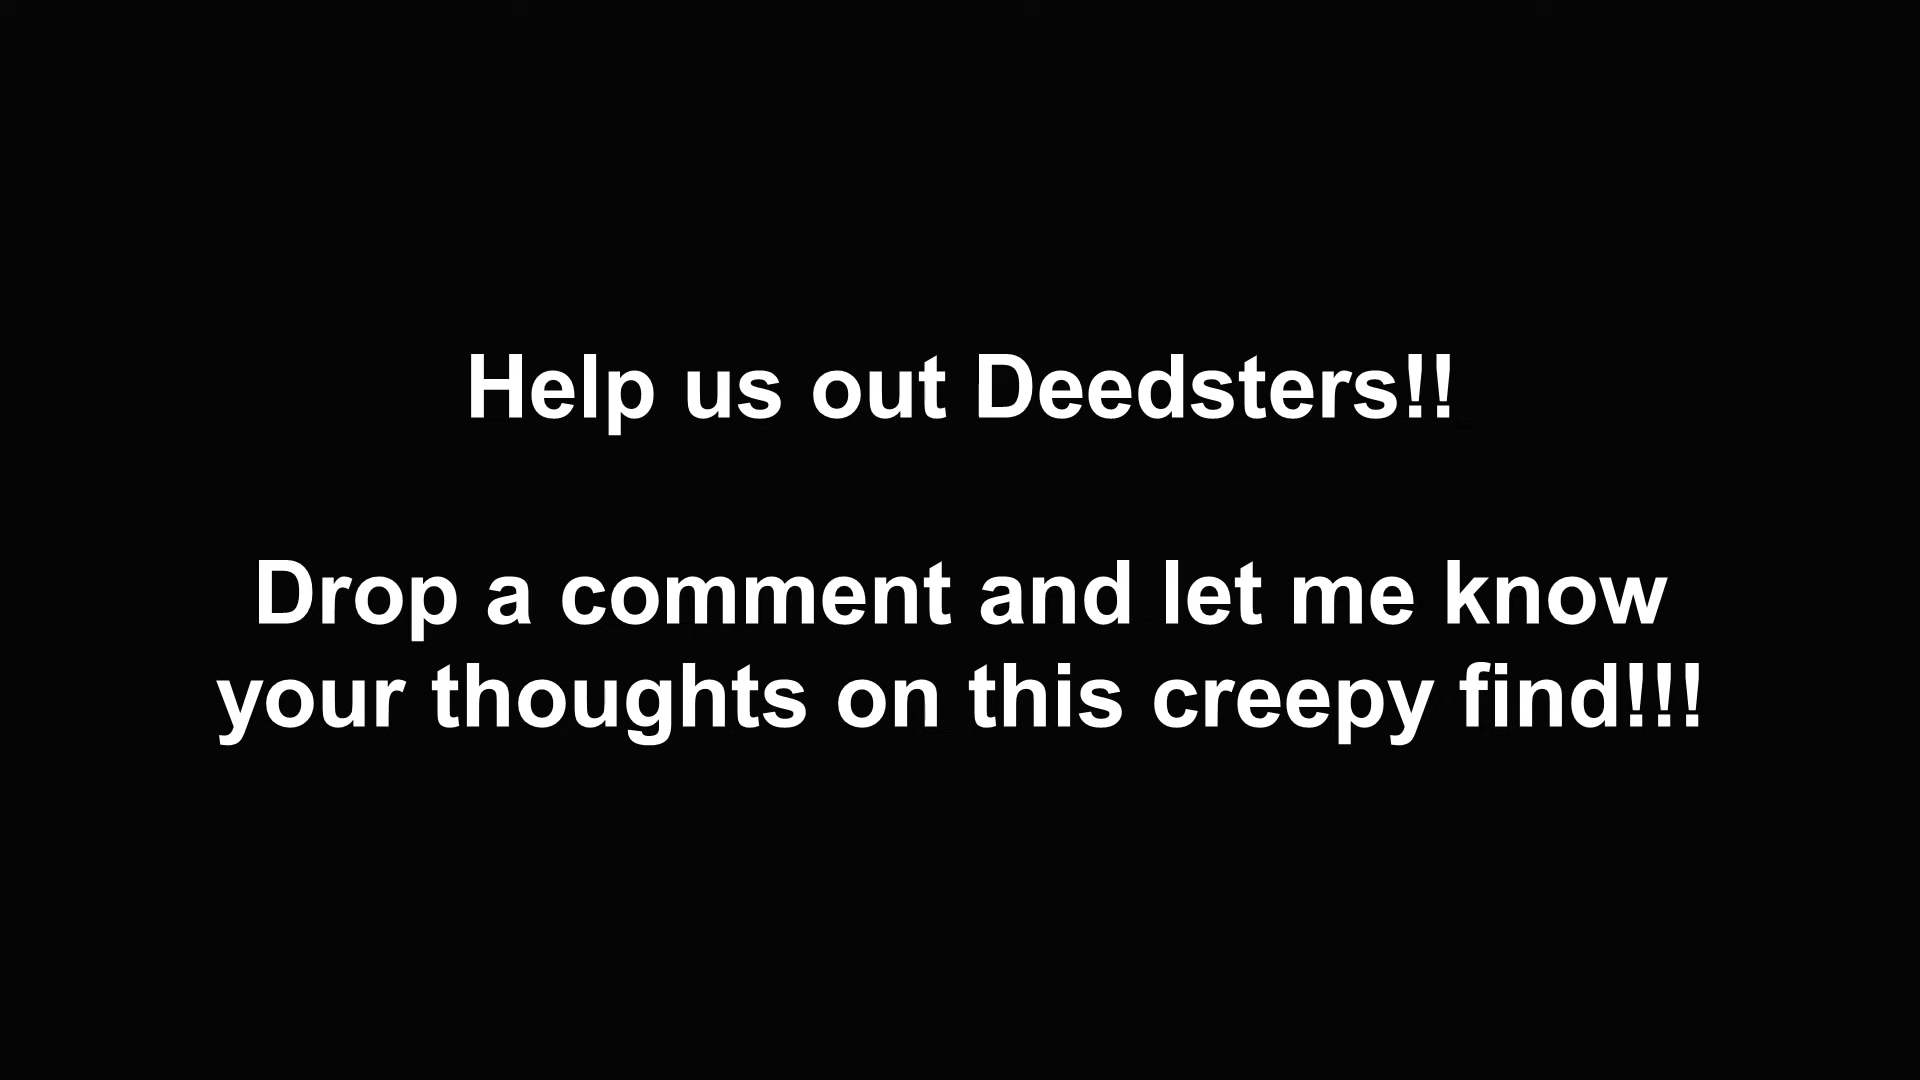 Help us out Deedsters!!
Drop a comment and let me know
your thoughts on this creepy find!!!